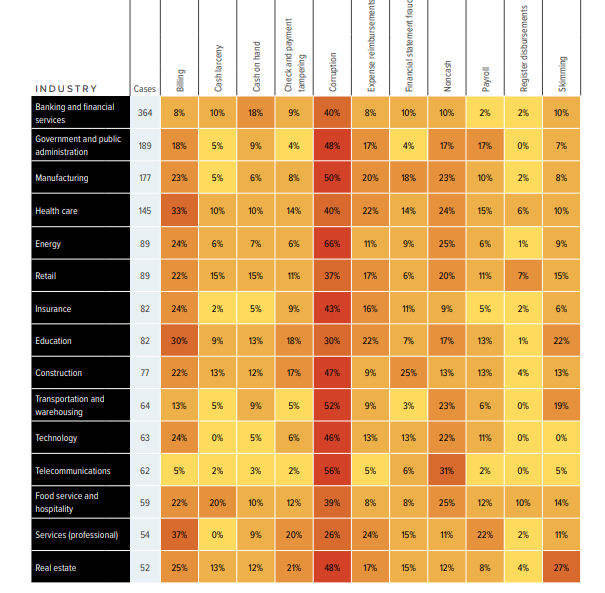 INDUSTRY Cases Billing Cash larceny Cash on hand Check and payment tampering Corruption Expense reimbursements Financial statement fraud Noncash Payroll Register disbursements Skimming
Banking and financial services 364 8% 10% 18% 9% 40% 8% 10% 10% 2% 2% 10%
Government and public administration 189 18% 5% 9% 4% 48% 17% 4% 17% 17% 0% 7%
Manufacturing 177 23% 5% 6% 8% 50% 20% 18% 23% 10% 2% 8%
Health care 145 33% 10% 10% 14% 40% 22% 14% 24% 15% 6% 10%
Energy 89 24% 6% 7% 6% 66% 11% 9% 25% 6% 1% 9%
Retail 89 22% 15% 15% 11% 37% 17% 6% 20% 11% 7% 15%
Insurance 82 24% 2% 5% 9% 43% 16% 11% 9% 5% 2% 6%
Education 82 30% 9% 13% 18% 30% 22% 7% 17% 13% 1% 22%
Construction 77 22% 13% 12% 17% 47% 9% 25% 13% 13% 4% 13%
Transportation and warehousing 64 13% 5% 9% 5% 52% 9% 3% 23% 6% 0% 19%
Technology 63 24% 0% 5% 6% 46% 13% 13% 22% 11% 0% 0%
Telecommunications 62 5% 2% 3% 2% 56% 5% 6% 31% 2% 0% 5%
Food service and hospitality 59 22% 20% 10% 12% 39% 8% 8% 25% 12% 10% 14%
Services (professional) 54 37% 0% 9% 20% 26% 24% 15% 11% 22% 2% 11%
Real estate 52 25% 13% 12% 21% 48% 17% 15% 12% 8% 4% 27%